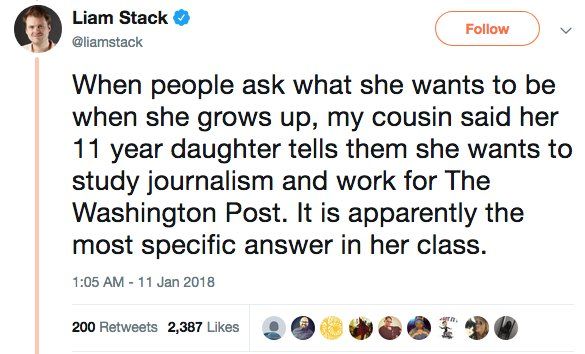 Liam Stack
@liamstack
Follow
When people ask what she wants to be
when she grows up, my cousin said her
11 year daughter tells them she wants to
study journalism and work for The
Washington Post. It is apparently the
most specific answer in her class.
1:05 AM - 11 Jan 2018
200 Retweets 2,387 Likes